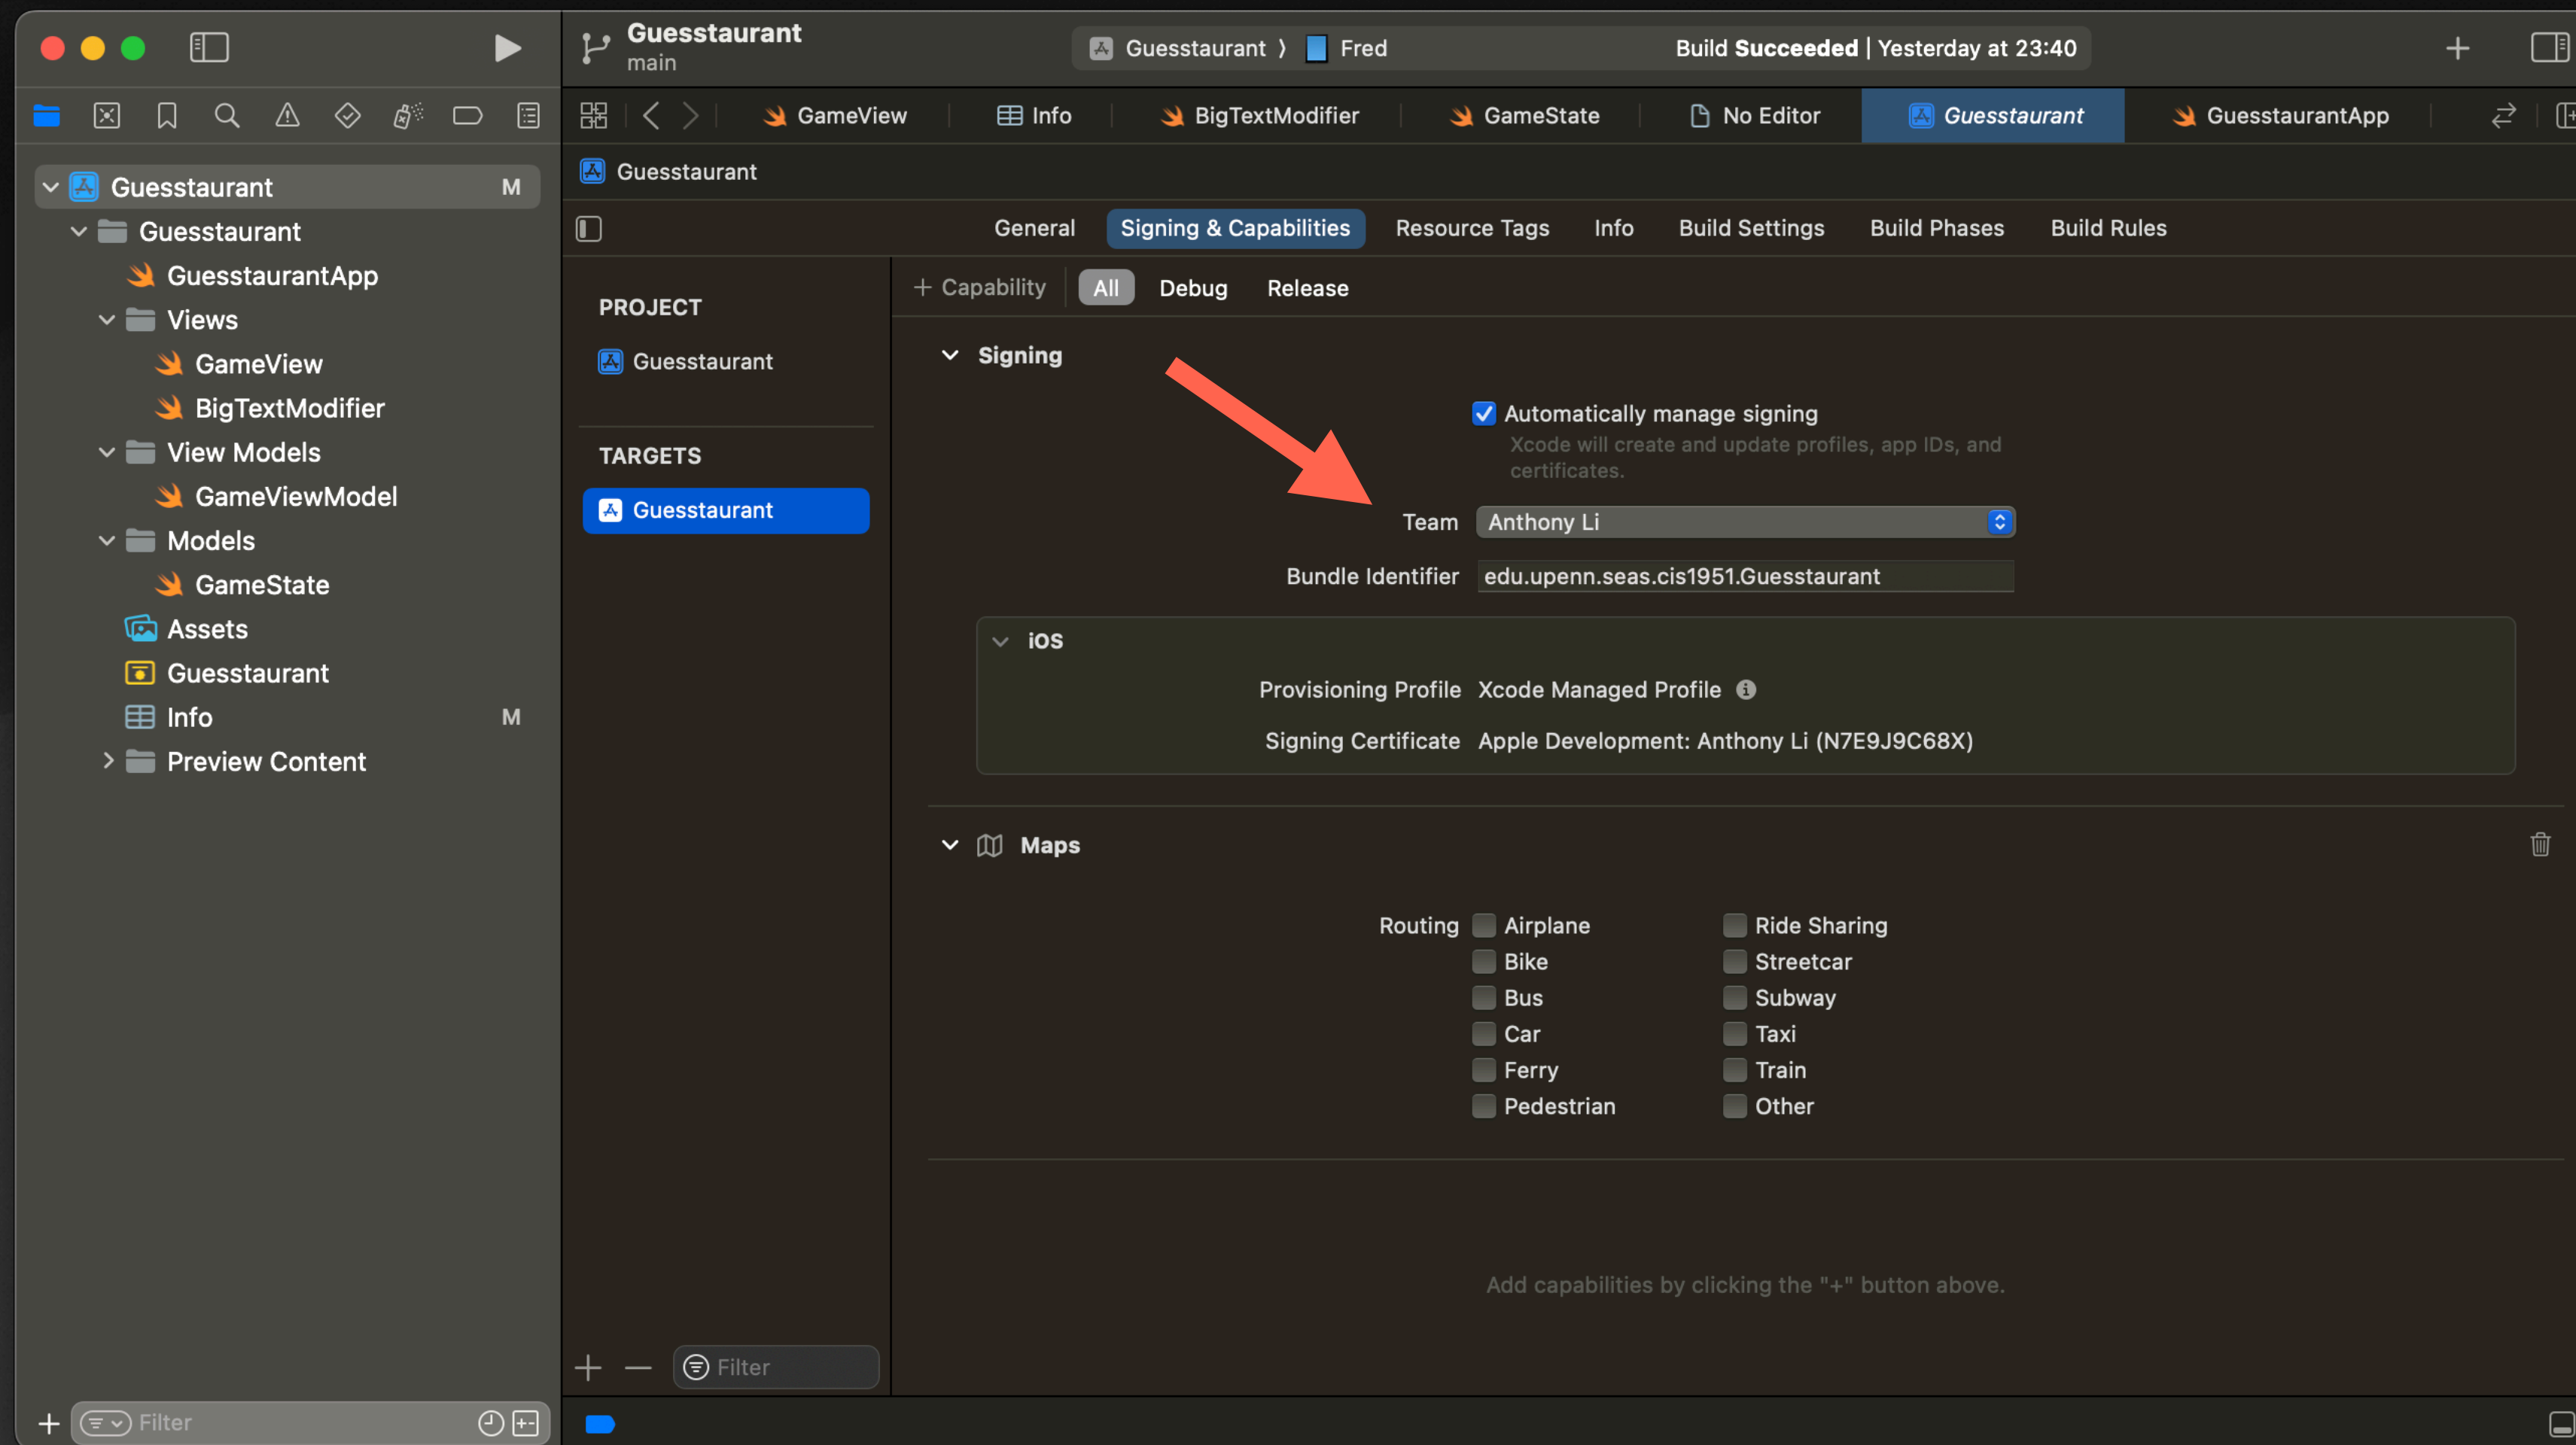 Guesstaurant
main
Guesstaurant
Fred
Build Succeeded | Yesterday at 23:40
GameView
Info
BigTextModifier
GameState
No Editor
Guesstaurant
GuesstaurantApp
Guesstaurant M
Guesstaurant
GuesstaurantApp
Views
GameView
BigTextModifier
View Models
GameViewModel
Models
GameState
Assets
Guesstaurant
Info M
Preview Content
Filter
Guesstaurant
General
Signing & Capabilities
Resource Tags
Info
Build Settings
Build Phases
Build Rules
PROJECT
Guesstaurant
TARGETS
Guesstaurant
Filter
+ Capability
All
Debug
Release
Signing
Automatically manage signing
Xcode will create and update profiles, app IDs, and
certificates.
Team Anthony Li
Bundle Identifier edu.upenn.seas.cis1951.Guesstaurant
iOS
Provisioning Profile Xcode Managed Profile
Signing Certificate Apple Development: Anthony Li (N7E9J9C68X)
Maps
Routing Airplane Ride Sharing
Bike Streetcar
Bus Subway
Car Taxi
Ferry Train
Pedestrian Other
Add capabilities by clicking the "+" button above.